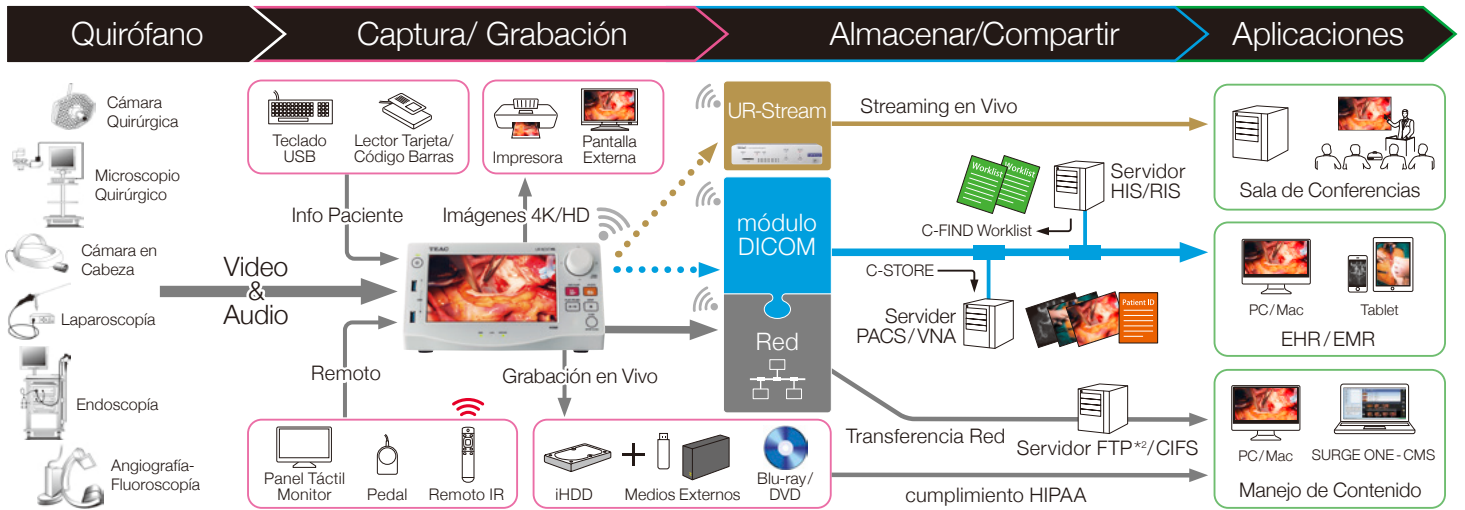 Quirófano
Captura/ Grabación
Almacenar/Compartir
Aplicaciones
Cámara
Quirúrgica
Microscopio
Quirúrgico
Cámara en
Cabeza
Laparoscopía
Endoscopía
Angiografía-
Fluoroscopía
Video
&
Audio
Teclado
USB
Lector Tarjeta/
Código Barras
Info Paciente
Impresora
Pantalla
Externa
Imágenes 4K/HD
TEAC
Remoto
Grabación en Vivo
Panel Táctil
Monitor
Pedal
Remoto IR
iHDD
Medios Externos
Blu-ray/
DVD
UR-Stream
TEAC
módulo
DICOM
Red
Streaming en Vivo
Worklist
Worklist
Servidor
HIS/RIS
C-FIND Worklist
C-STORE
Servider
PACS/VNA
Patient ID
Transferencia Red
Servidor FTP*2/CIFS
cumplimiento HIPAA
Sala de Conferencias
PC/Mac
Tablet
EHR/EMR
PC/Mac
SURGE ONE-CMS
Manejo de Contenido